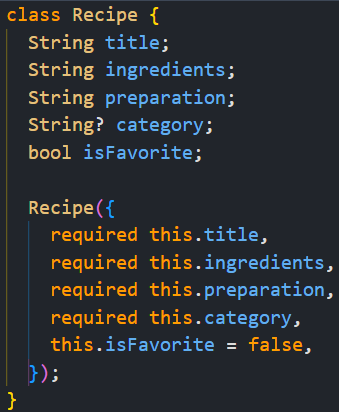 class Recipe {
  String title;
  String ingredients;
  String preparation;
  String? category;
  bool isFavorite;

  Recipe({
    required this.title,
    required this.ingredients,
    required this.preparation,
    required this.category,
    this.isFavorite = false,
  });
}